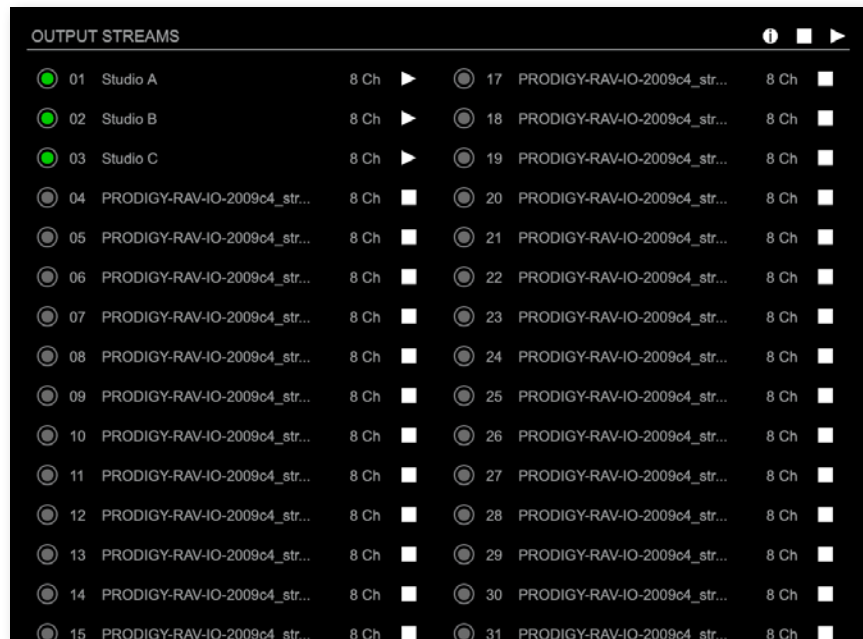 OUTPUT STREAMS
01 Studio A 8 Ch
02 Studio B 8 Ch
03 Studio C 8 Ch
04 PRODIGY-RAV-IO-2009c4_str... 8 Ch
05 PRODIGY-RAV-IO-2009c4_str... 8 Ch
06 PRODIGY-RAV-IO-2009c4_str... 8 Ch
07 PRODIGY-RAV-IO-2009c4_str... 8 Ch
08 PRODIGY-RAV-IO-2009c4_str... 8 Ch
09 PRODIGY-RAV-IO-2009c4_str... 8 Ch
10 PRODIGY-RAV-IO-2009c4_str... 8 Ch
11 PRODIGY-RAV-IO-2009c4_str... 8 Ch
12 PRODIGY-RAV-IO-2009c4_str... 8 Ch
13 PRODIGY-RAV-IO-2009c4_str... 8 Ch
14 PRODIGY-RAV-IO-2009c4_str... 8 Ch
15 PRODIGY-RAV-IO-2009c4_str... 8 Ch
17 PRODIGY-RAV-IO-2009c4_str... 8 Ch
18 PRODIGY-RAV-IO-2009c4_str... 8 Ch
19 PRODIGY-RAV-IO-2009c4_str... 8 Ch
20 PRODIGY-RAV-IO-2009c4_str... 8 Ch
21 PRODIGY-RAV-IO-2009c4_str... 8 Ch
22 PRODIGY-RAV-IO-2009c4_str... 8 Ch
23 PRODIGY-RAV-IO-2009c4_str... 8 Ch
24 PRODIGY-RAV-IO-2009c4_str... 8 Ch
25 PRODIGY-RAV-IO-2009c4_str... 8 Ch
26 PRODIGY-RAV-IO-2009c4_str... 8 Ch
27 PRODIGY-RAV-IO-2009c4_str... 8 Ch
28 PRODIGY-RAV-IO-2009c4_str... 8 Ch
29 PRODIGY-RAV-IO-2009c4_str... 8 Ch
30 PRODIGY-RAV-IO-2009c4_str... 8 Ch
31 PRODIGY-RAV-IO-2009c4_str... 8 Ch